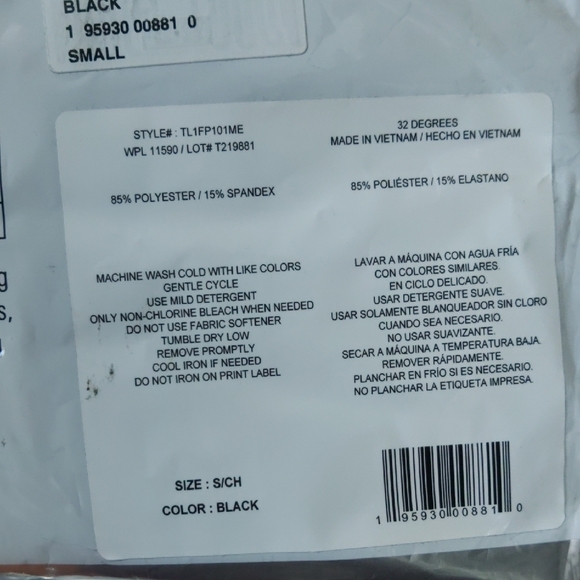 BLACK
1 95930 00881 0
SMALL
STYLE# : TL1FP101ME
WPL 11590 / LOT# T219881
32 DEGREES
MADE IN VIETNAM / HECHO EN VIETNAM
85% POLYESTER / 15% SPANDEX
85% POLIÉSTER / 15% ELASTANO
MACHINE WASH COLD WITH LIKE COLORS
GENTLE CYCLE
USE MILD DETERGENT
ONLY NON-CHLORINE BLEACH WHEN NEEDED
DO NOT USE FABRIC SOFTENER
TUMBLE DRY LOW
REMOVE PROMPTLY
COOL IRON IF NEEDED
DO NOT IRON ON PRINT LABEL
LAVAR A MÁQUINA CON AGUA FRÍA
CON COLORES SIMILARES.
EN CICLO DELICADO.
USAR DETERGENTE SUAVE.
USAR SOLAMENTE BLANQUEADOR SIN CLORO
CUANDO SEA NECESARIO.
NO USAR SUAVIZANTE.
SECAR A MÁQUINA A TEMPERATURA BAJA.
REMOVER RÁPIDAMENTE.
PLANCHAR EN FRÍO SI ES NECESARIO.
NO PLANCHAR LA ETIQUETA IMPRESA.
SIZE : S/CH
COLOR : BLACK
1 95930 00881 0